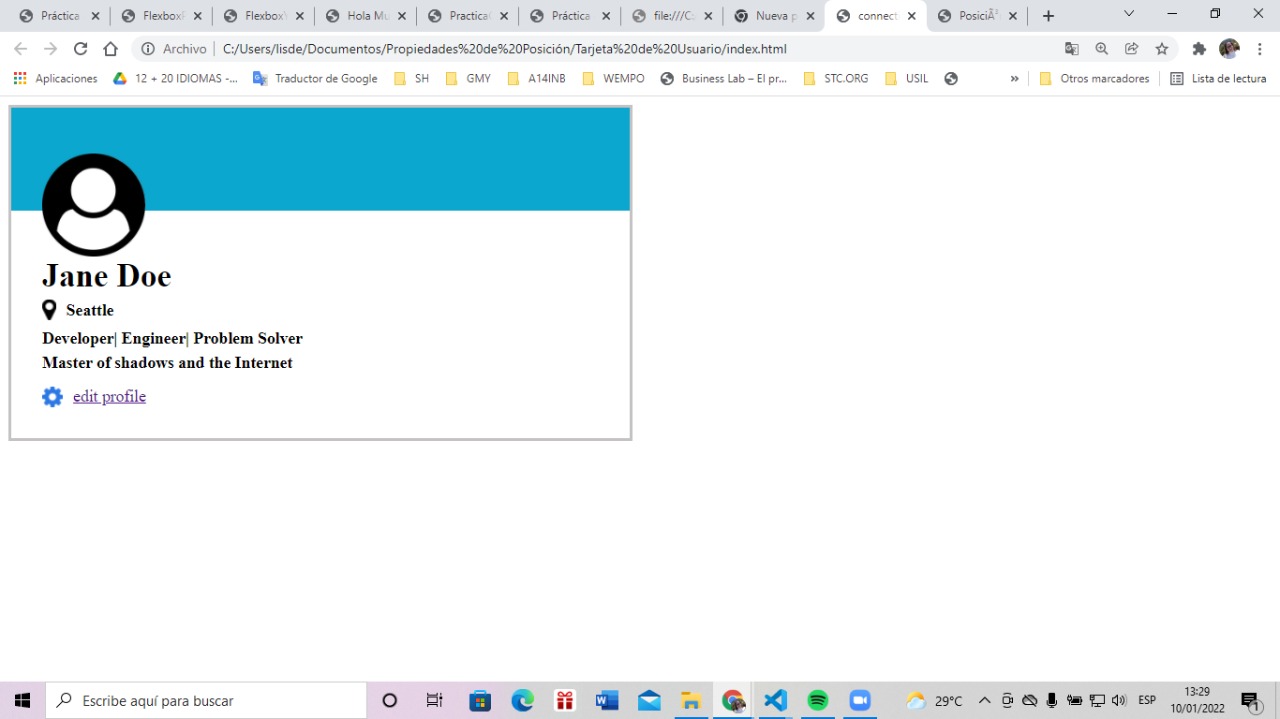 Práctica Flexbox Flexbox Hola Mu Practica Práctica file:///C: Nueva p connect PosiciÃ
Archivo C:/Users/lisde/Documentos/Propiedades%20de%20Posición/Tarjeta%20de%20Usuario/index.html
Aplicaciones 12 + 20 IDIOMAS -... Traductor de Google SH GMY A14INB WEMPO Business Lab – El pr... STC.ORG USIL » Otros marcadores Lista de lectura
Jane Doe
Seattle
Developer| Engineer| Problem Solver
Master of shadows and the Internet
edit profile
Escribe aquí para buscar 29°C ESP 3:29
10/01/2022 1